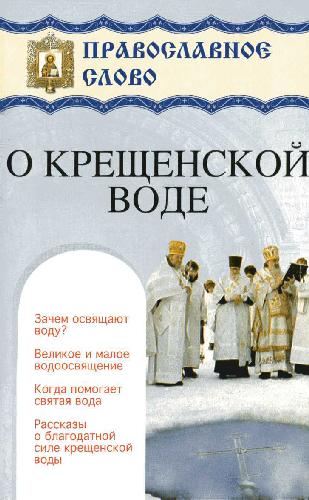 ПРАВОСЛАВНОЕ
СЛОВО
О КРЕЩЕНСКОЙ
ВОДЕ
Зачем освящают
воду?
Великое и малое
водоосвящение
Когда помогает
святая вода
Рассказы
о благодатной
силе крещенской
воды